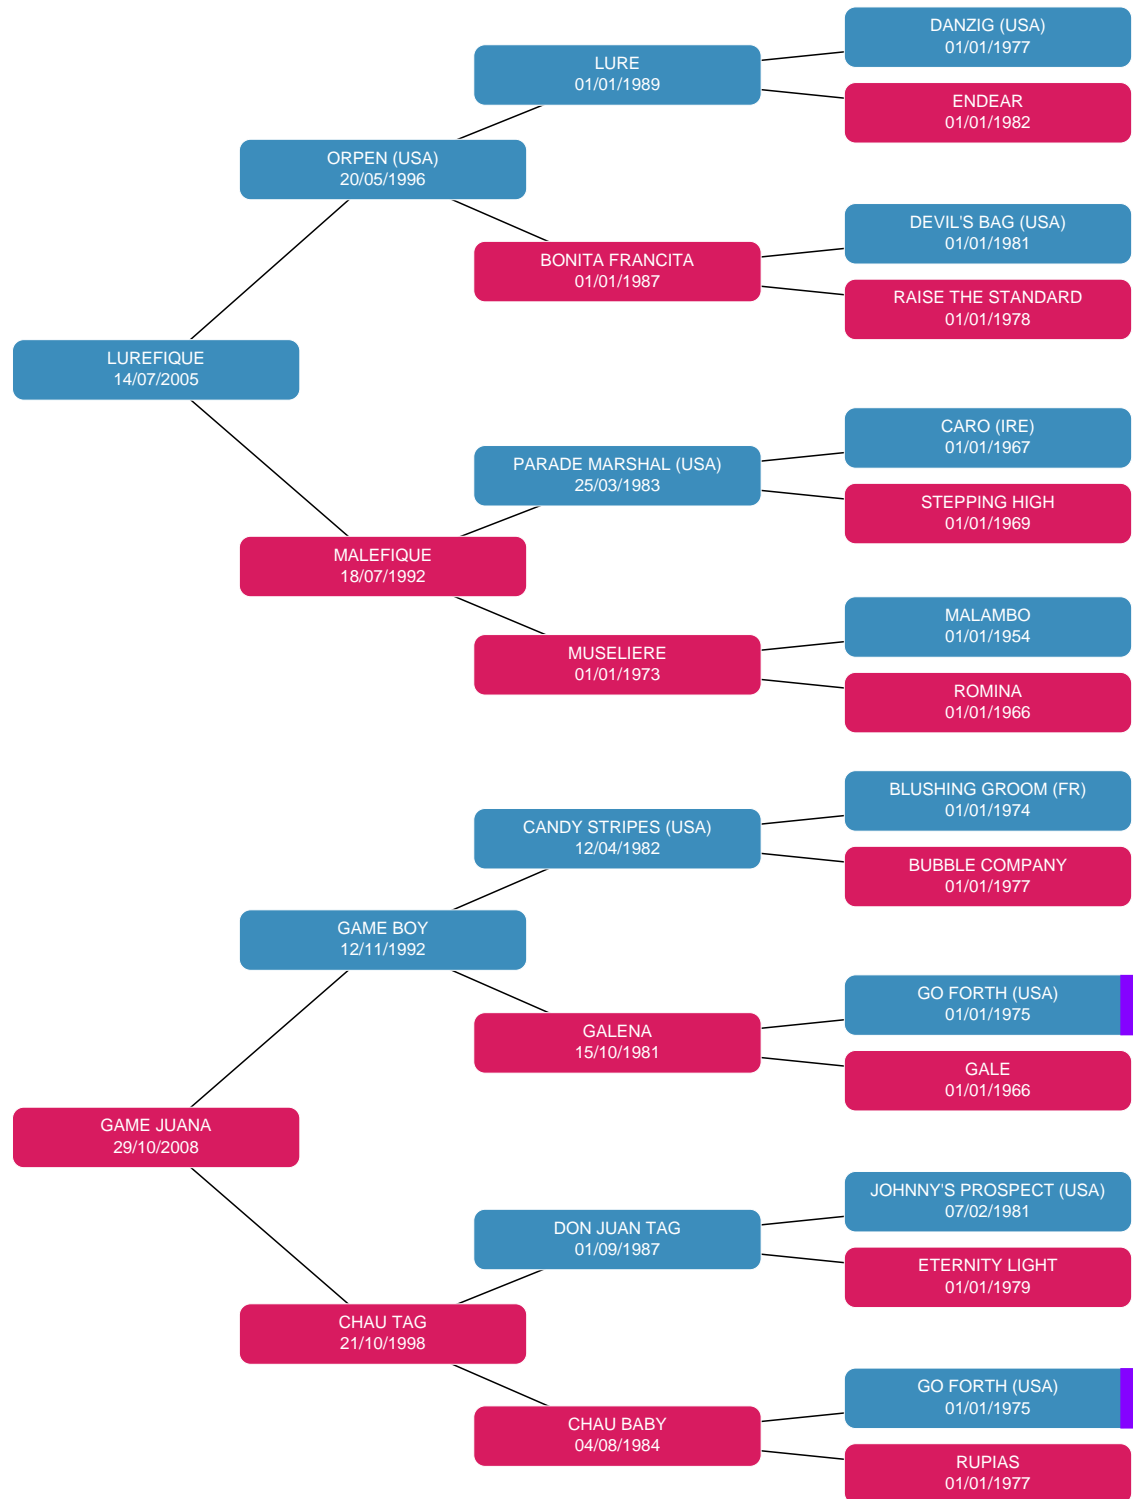 DANZIG (USA)
01/01/1977
LURE
01/01/1989
ENDEAR
01/01/1982
ORPEN (USA)
20/05/1996
DEVIL'S BAG (USA)
01/01/1981
BONITA FRANCITA
01/01/1987
RAISE THE STANDARD
01/01/1978
LUREFIQUE
14/07/2005
CARO (IRE)
01/01/1967
PARADE MARSHAL (USA)
25/03/1983
STEPPING HIGH
01/01/1969
MALEFIQUE
18/07/1992
MALAMBO
01/01/1954
MUSELIERE
01/01/1973
ROMINA
01/01/1966
BLUSHING GROOM (FR)
01/01/1974
CANDY STRIPES (USA)
12/04/1982
BUBBLE COMPANY
01/01/1977
GAME BOY
12/11/1992
GO FORTH (USA)
01/01/1975
GALENA
15/10/1981
GALE
01/01/1966
GAME JUANA
29/10/2008
JOHNNY'S PROSPECT (USA)
07/02/1981
DON JUAN TAG
01/09/1987
ETERNITY LIGHT
01/01/1979
CHAU TAG
21/10/1998
GO FORTH (USA)
01/01/1975
CHAU BABY
04/08/1984
RUPIAS
01/01/1977